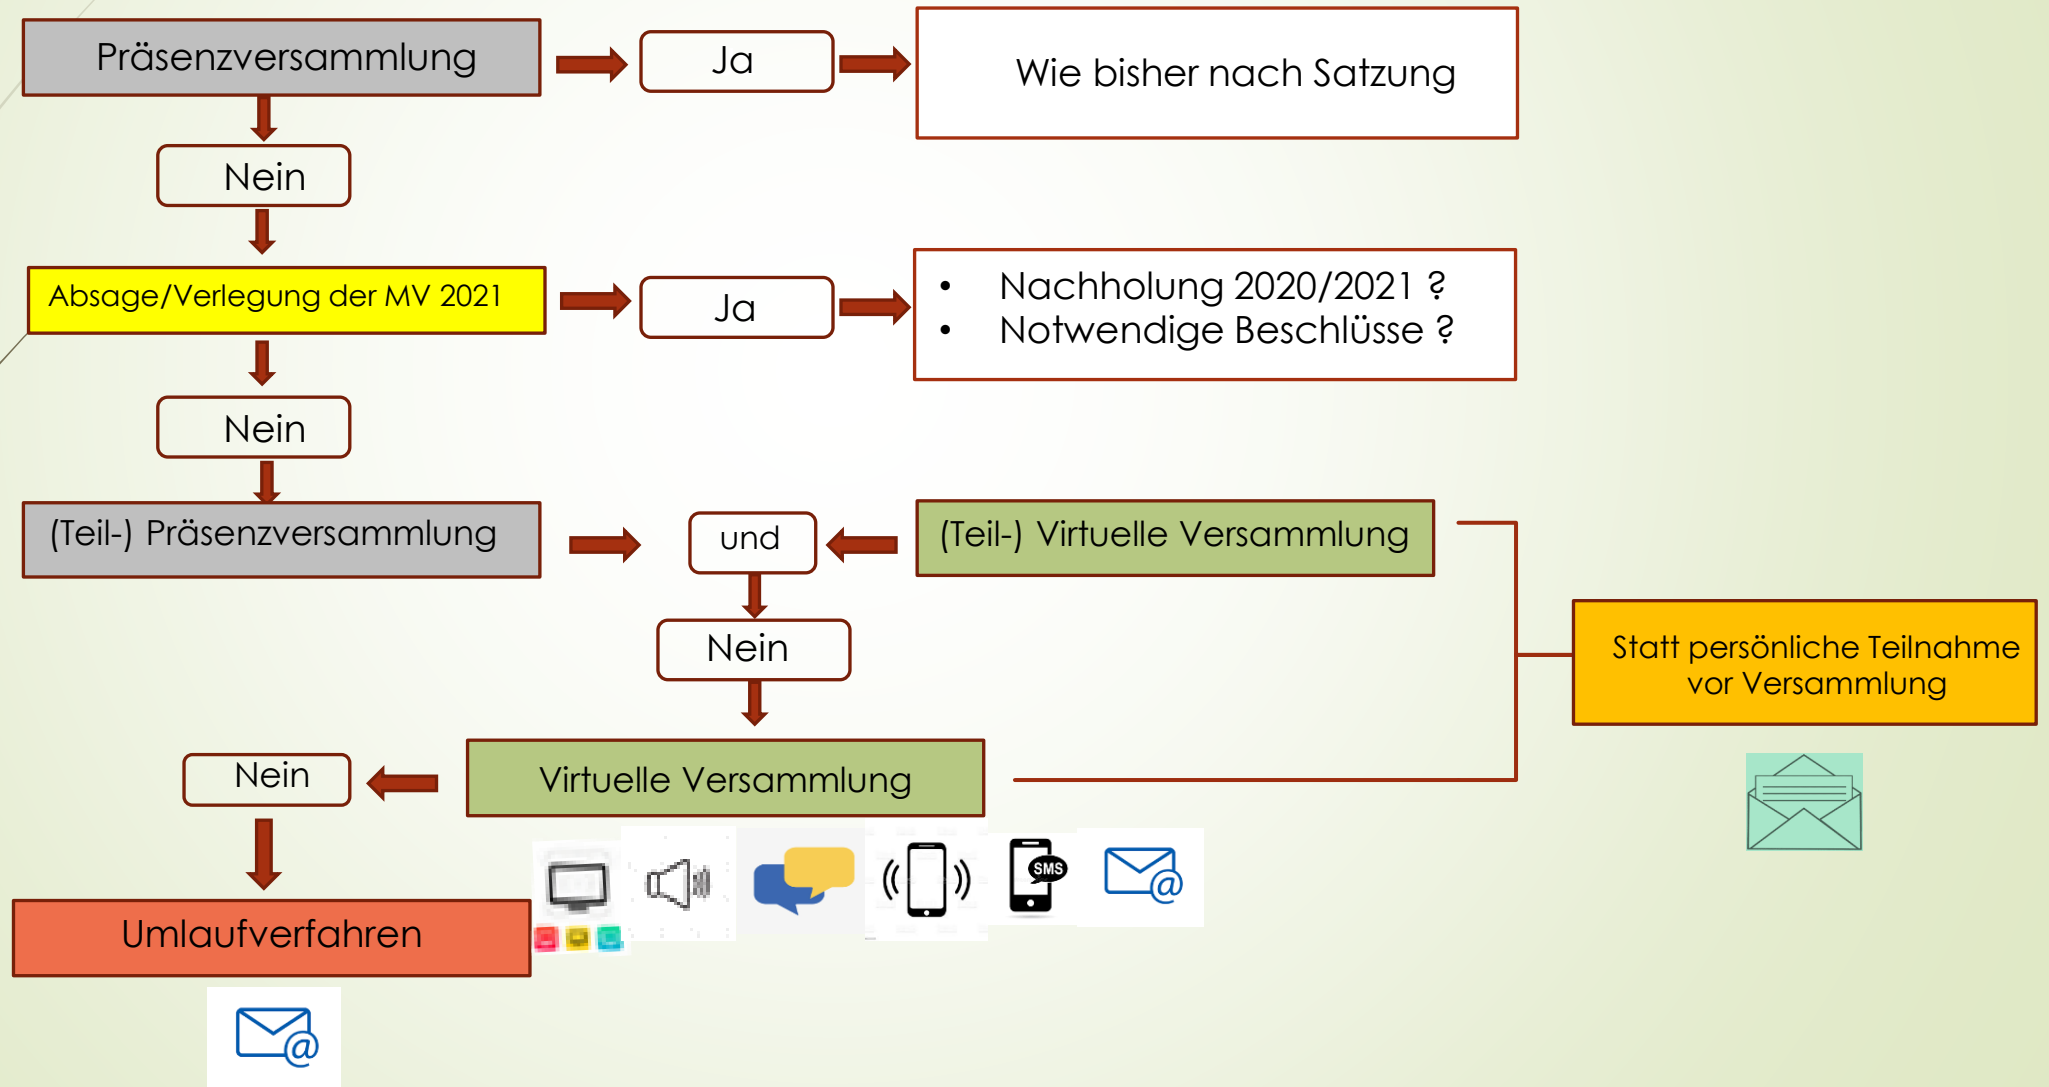 Präsenzversammlung
Ja
Wie bisher nach Satzung
Nein
Absage/Verlegung der MV 2021
Ja
• Nachholung 2020/2021 ?
• Notwendige Beschlüsse ?
Nein
(Teil-) Präsenzversammlung
und
(Teil-) Virtuelle Versammlung
Nein
Statt persönliche Teilnahme
vor Versammlung
Nein
Virtuelle Versammlung
SMS
Umlaufverfahren